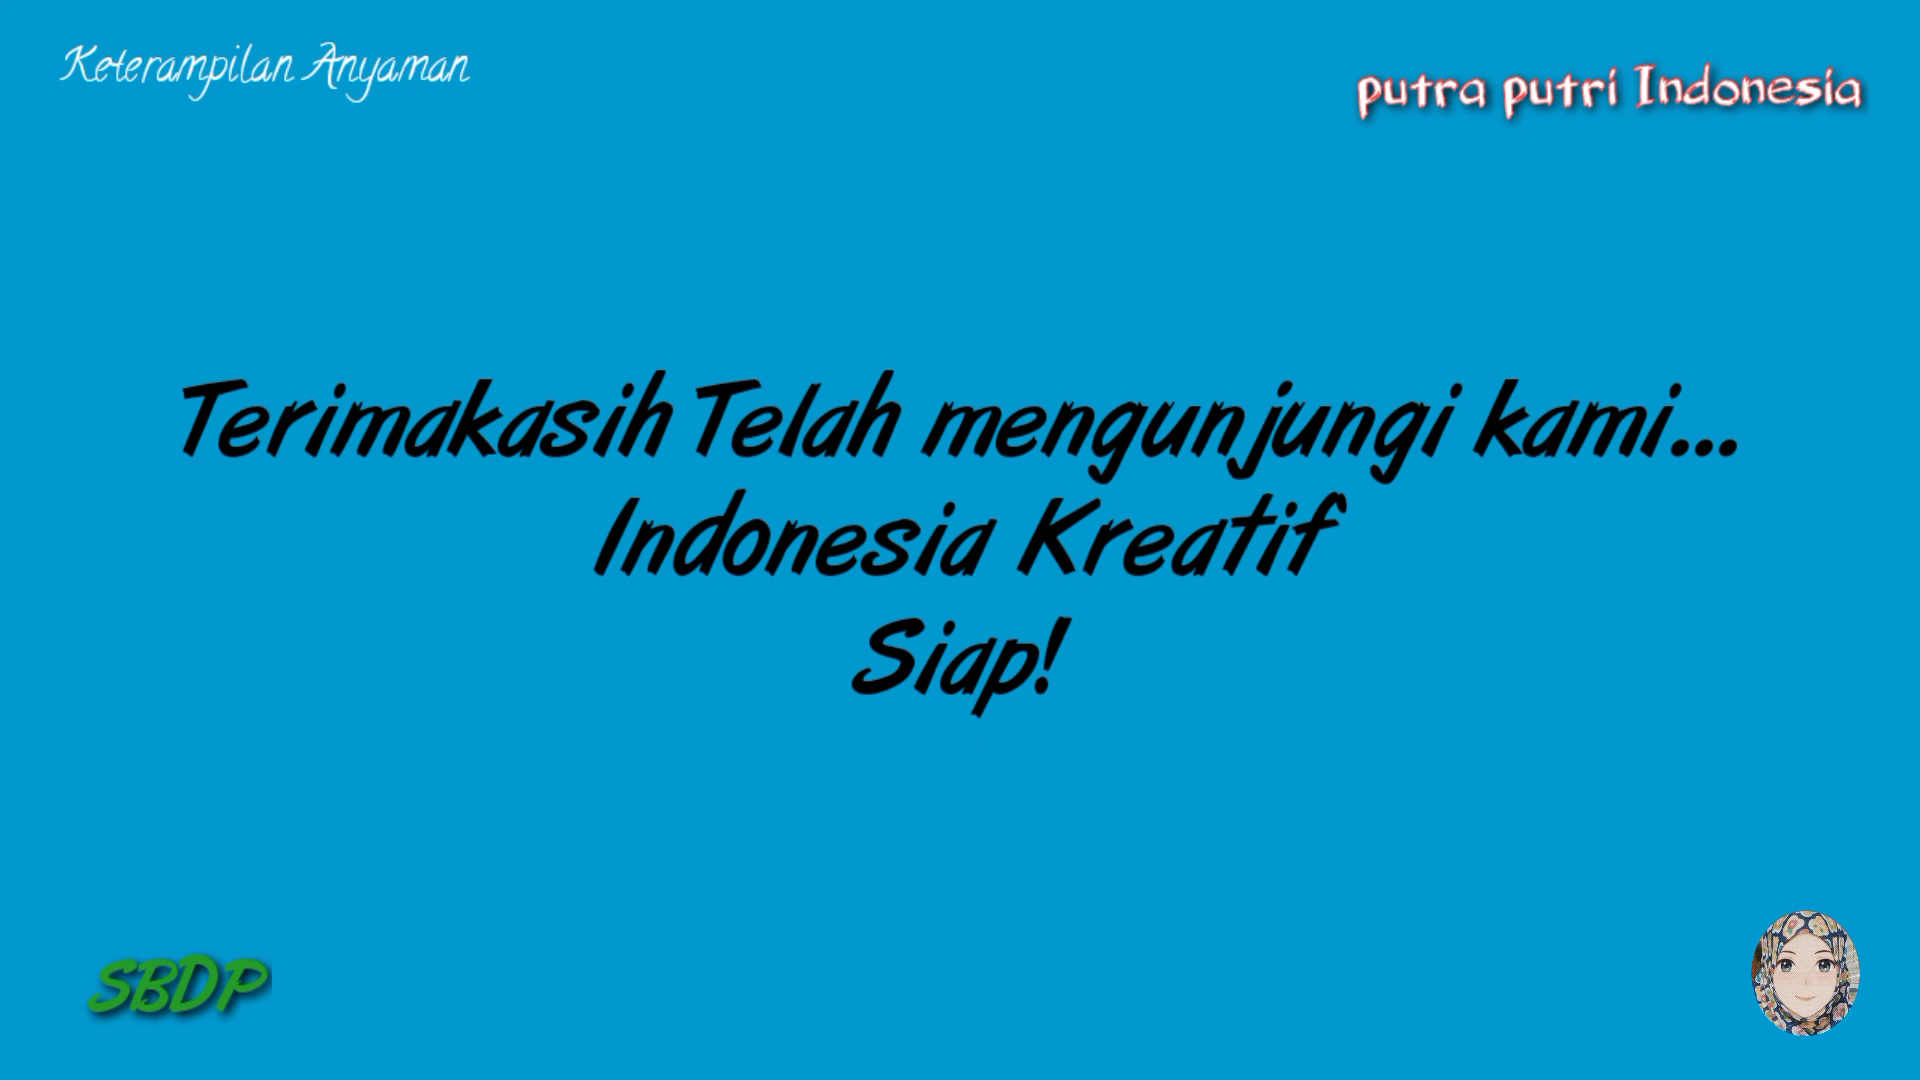 Keterampilan Anyaman
putra putri Indonesia
Terimakasih Telah mengunjungi kami...
Indonesia Kreatif
Siap!
SBDP